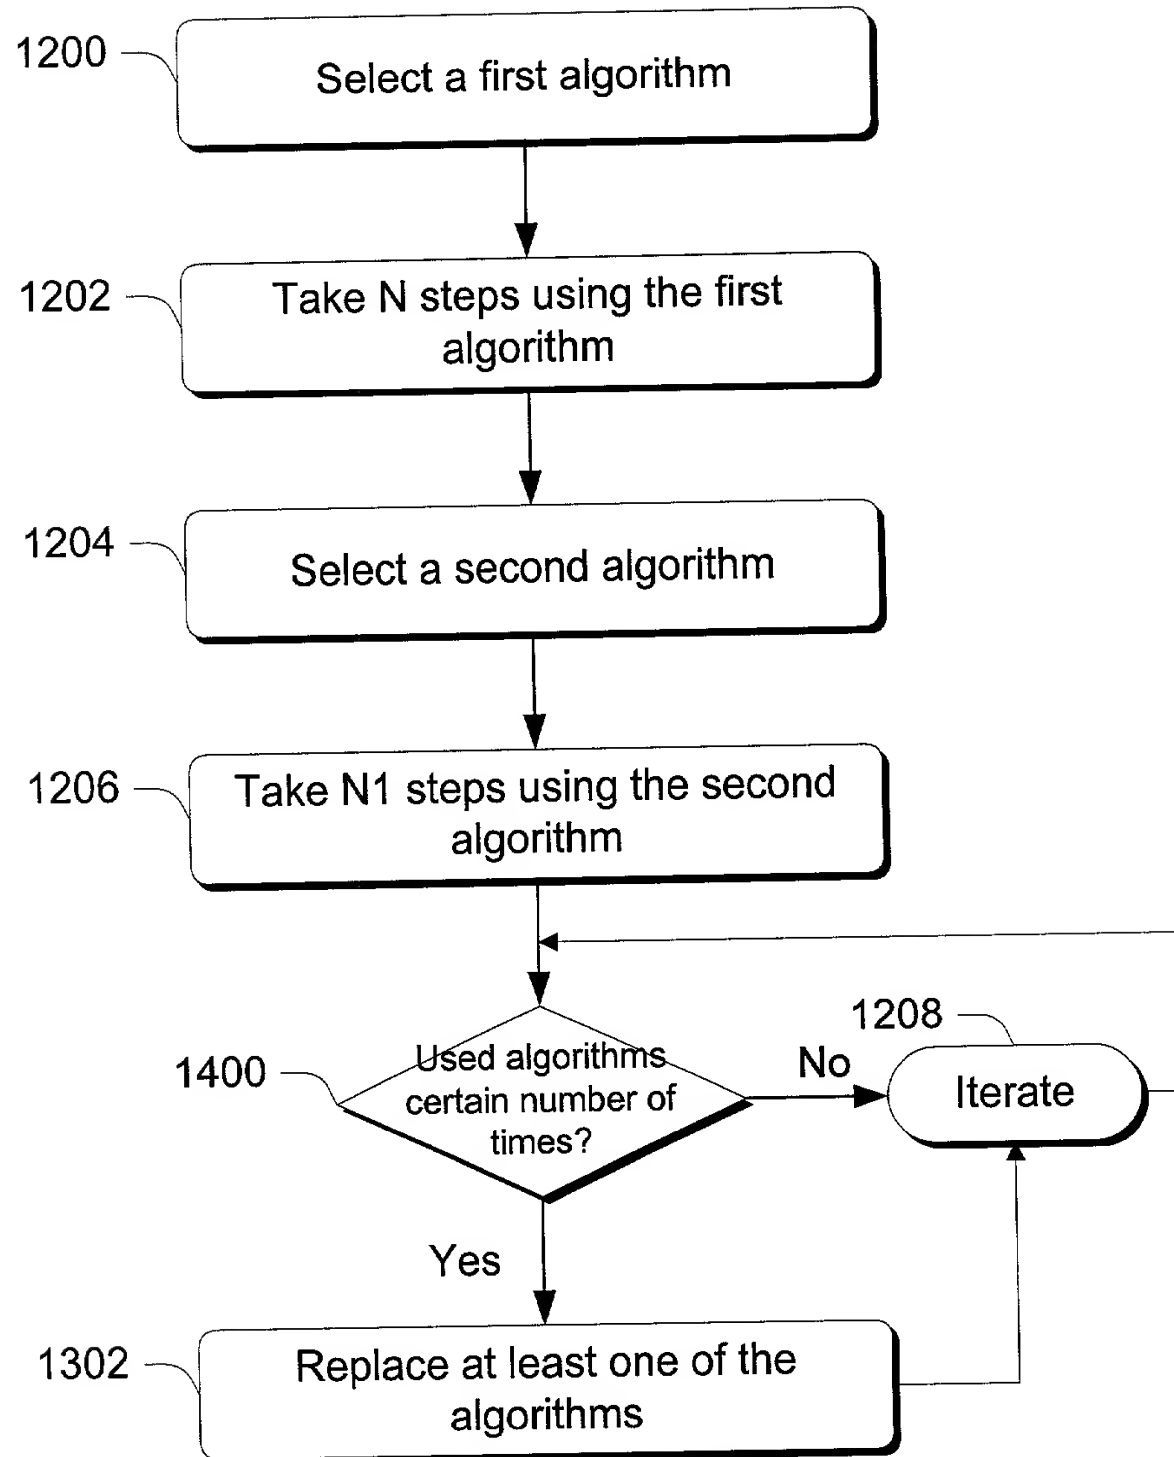 1200
Select a first algorithm
1202
Take N steps using the first
algorithm
1204
Select a second algorithm
1206
Take N1 steps using the second
algorithm
1208
1400
Used algorithms
certain number of
times?
No
Iterate
Yes
1302
Replace at least one of the
algorithms